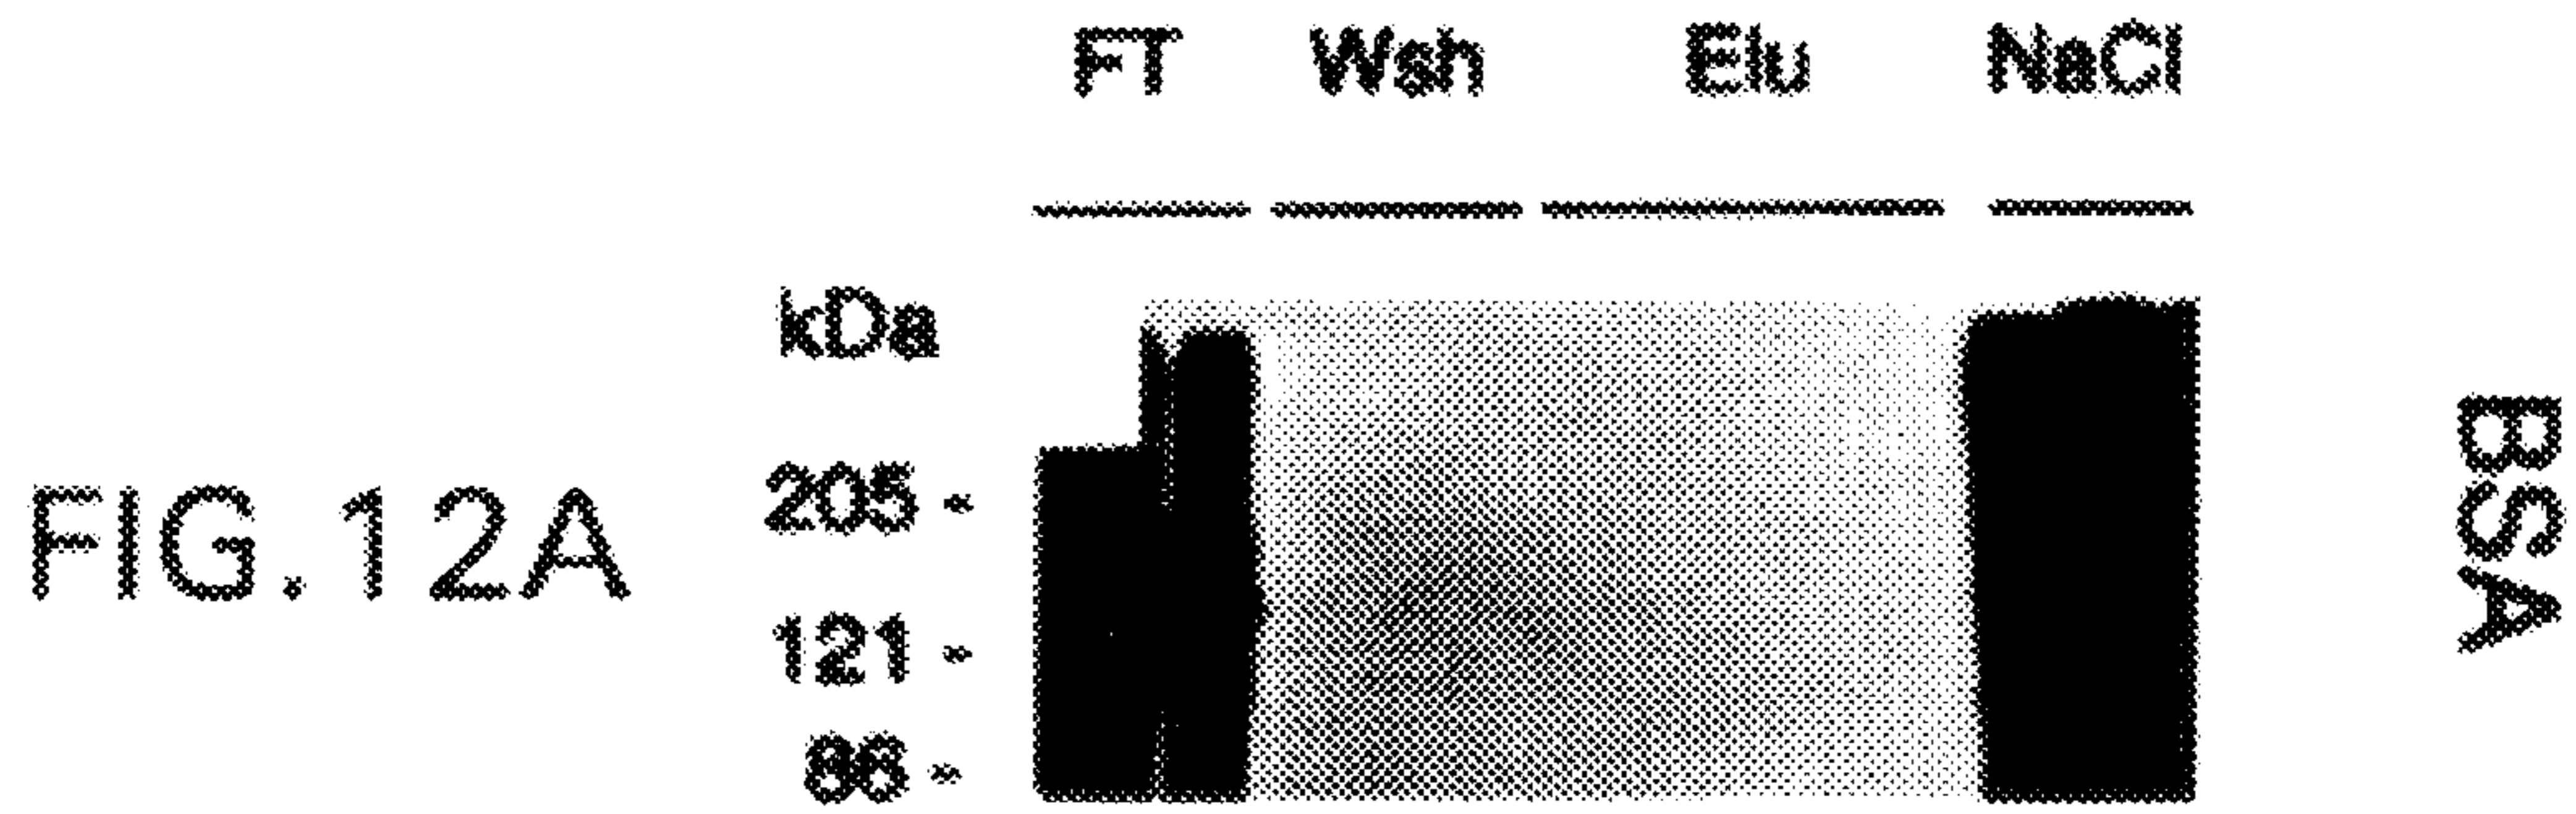 FT Wsh Elu NaCl
kDa
205 -
FIG.12A
121 -
86 -
BSA